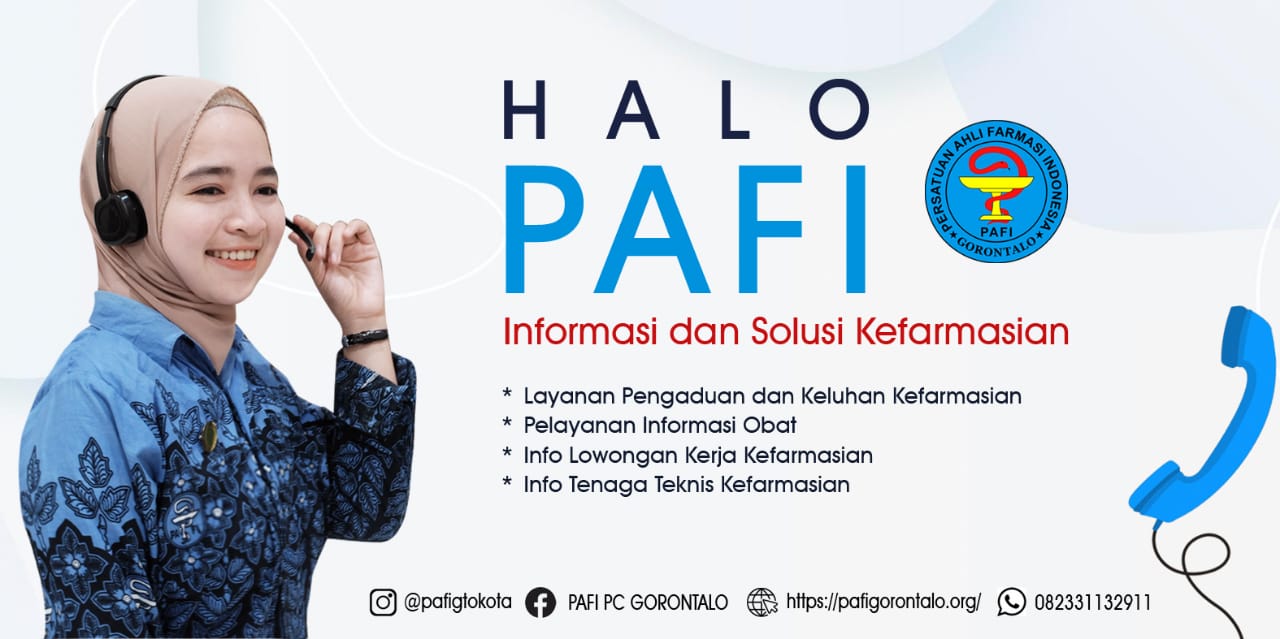 HALO
PAFI
PERSATUAN AHLI FARMASI INDONESIA
PAFI
GORONTALO
Informasi dan Solusi Kefarmasian
* Layanan Pengaduan dan Keluhan Kefarmasian
* Pelayanan Informasi Obat
* Info Lowongan Kerja Kefarmasian
* Info Tenaga Teknis Kefarmasian
@pafigtokota
PAFI PC GORONTALO
https://pafigorontalo.org/
082331132911